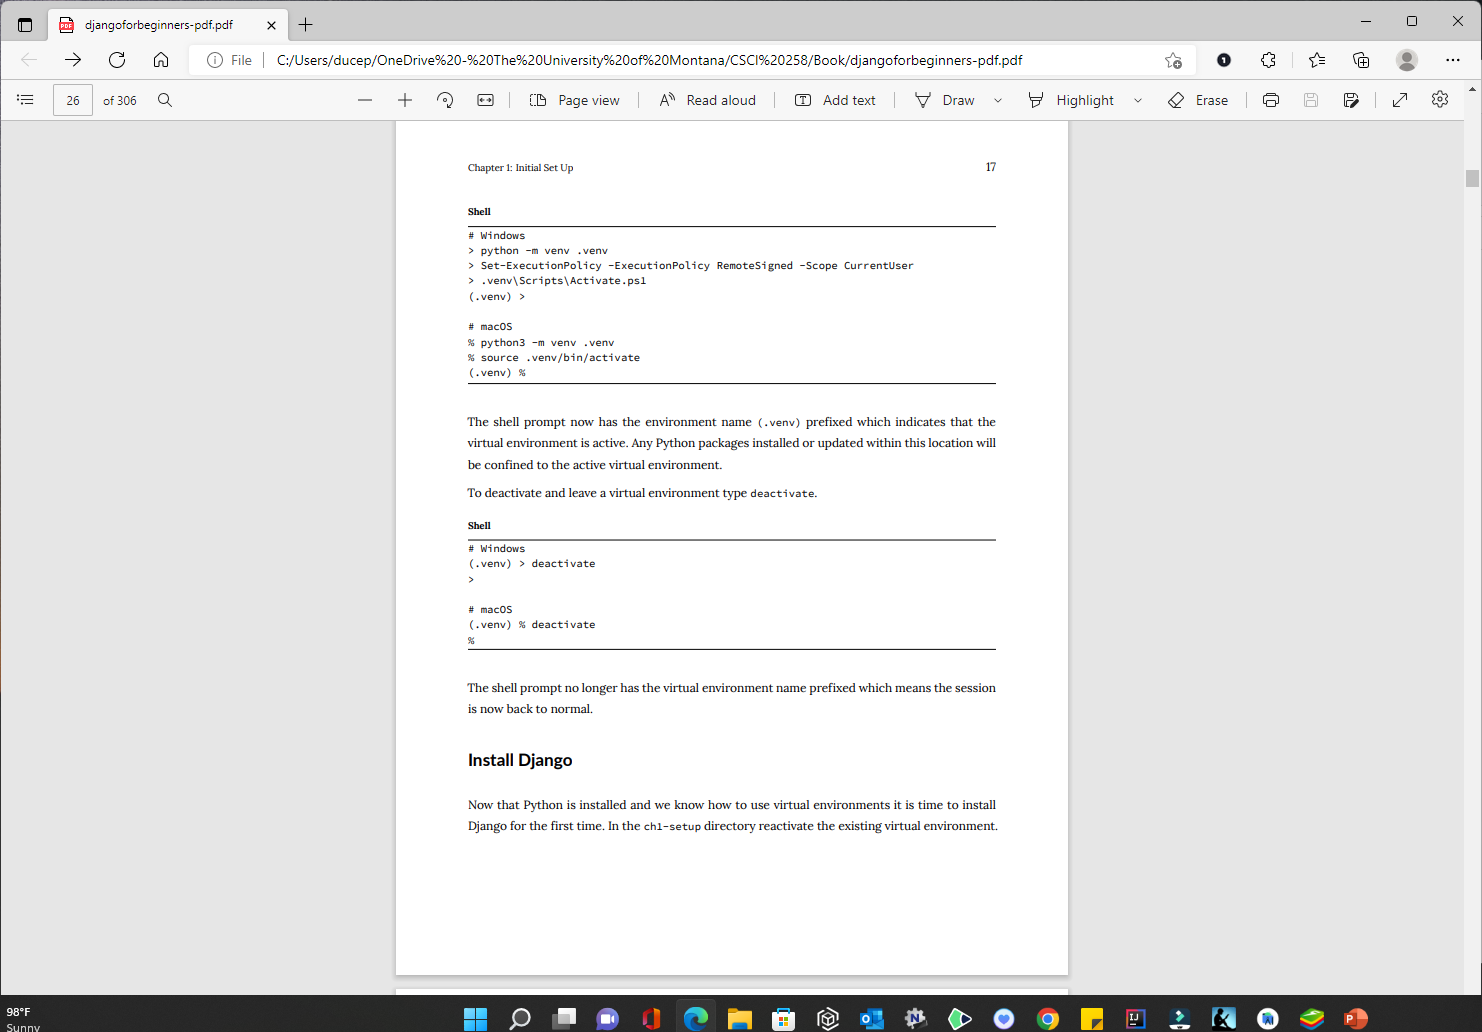 djangoforbeginners-pdf.pdf
File
C:/Users/ducep/OneDrive%20-%20The%20University%20of%20Montana/CSCI%20258/Book/djangoforbeginners-pdf.pdf
26 of 306
Page view
Read aloud
Add text
Draw
Highlight
Erase
Chapter 1: Initial Set Up 17
Shell
# Windows
> python -m venv .venv
> Set-ExecutionPolicy -ExecutionPolicy RemoteSigned -Scope CurrentUser
> .venv\Scripts\Activate.ps1
(.venv) >
# macOS
% python3 -m venv .venv
% source .venv/bin/activate
(.venv) %
The shell prompt now has the environment name (.venv) prefixed which indicates that the
virtual environment is active. Any Python packages installed or updated within this location will
be confined to the active virtual environment.
To deactivate and leave a virtual environment type deactivate.
Shell
# Windows
(.venv) > deactivate
>
# macOS
(.venv) % deactivate
%
The shell prompt no longer has the virtual environment name prefixed which means the session
is now back to normal.
Install Django
Now that Python is installed and we know how to use virtual environments it is time to install
Django for the first time. In the ch1-setup directory reactivate the existing virtual environment.
98°F
Sunny